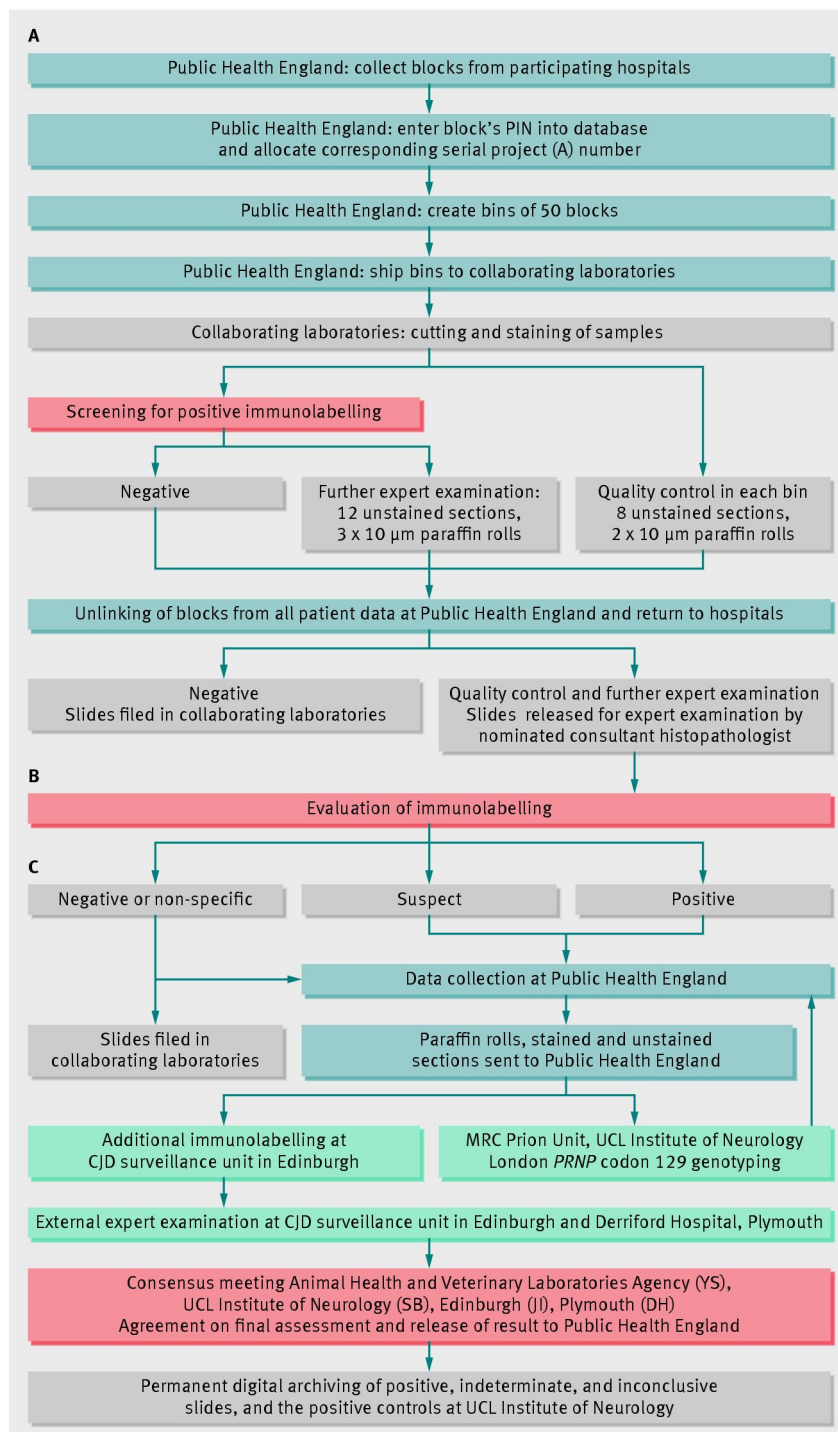 A
Public Health England: collect blocks from participating hospitals
Public Health England: enter block's PIN into database
and allocate corresponding serial project (A) number
Public Health England: create bins of 50 blocks
Public Health England: ship bins to collaborating laboratories
Collaborating laboratories: cutting and staining of samples
Screening for positive immunolabelling
Negative
Further expert examination:
12 unstained sections,
3 x 10 µm paraffin rolls
Quality control in each bin
8 unstained sections,
2 x 10 µm paraffin rolls
Unlinking of blocks from all patient data at Public Health England and return to hospitals
Negative
Slides filed in collaborating laboratories
Quality control and further expert examination
Slides released for expert examination by
nominated consultant histopathologist
B
Evaluation of immunolabelling
C
Negative or non-specific
Suspect
Positive
Data collection at Public Health England
Slides filed in
collaborating laboratories
Paraffin rolls, stained and unstained
sections sent to Public Health England
Additional immunolabelling at
CJD surveillance unit in Edinburgh
MRC Prion Unit, UCL Institute of Neurology
London PRNP codon 129 genotyping
External expert examination at CJD surveillance unit in Edinburgh and Derriford Hospital, Plymouth
Consensus meeting Animal Health and Veterinary Laboratories Agency (YS),
UCL Institute of Neurology (SB), Edinburgh (JI), Plymouth (DH)
Agreement on final assessment and release of result to Public Health England
Permanent digital archiving of positive, indeterminate, and inconclusive
slides, and the positive controls at UCL Institute of Neurology